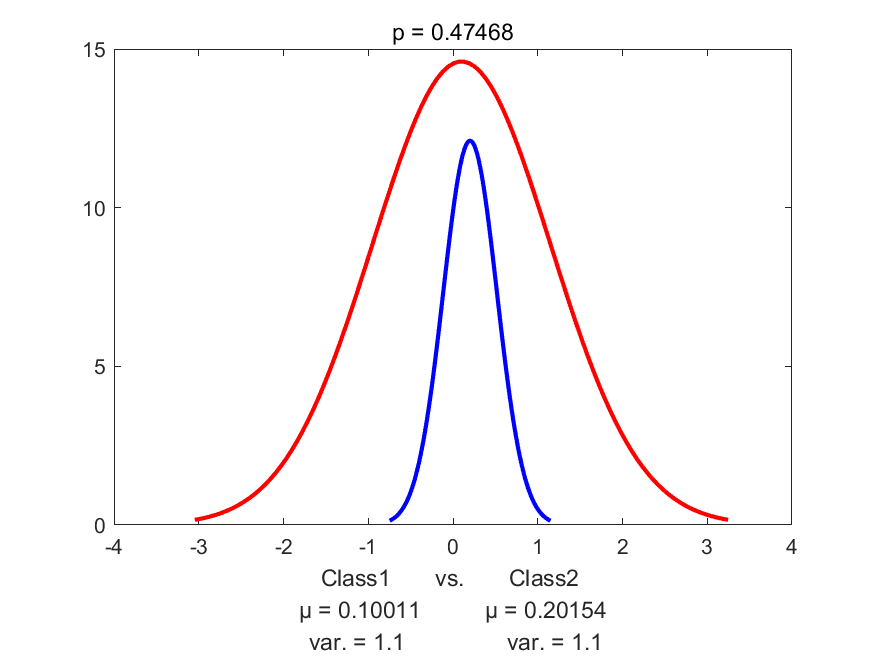 p = 0.47468
15
10
5
0
-4 -3 -2 -1 0 1 2 3 4
Class1 vs. Class2
μ = 0.10011 μ = 0.20154
var. = 1.1 var. = 1.1